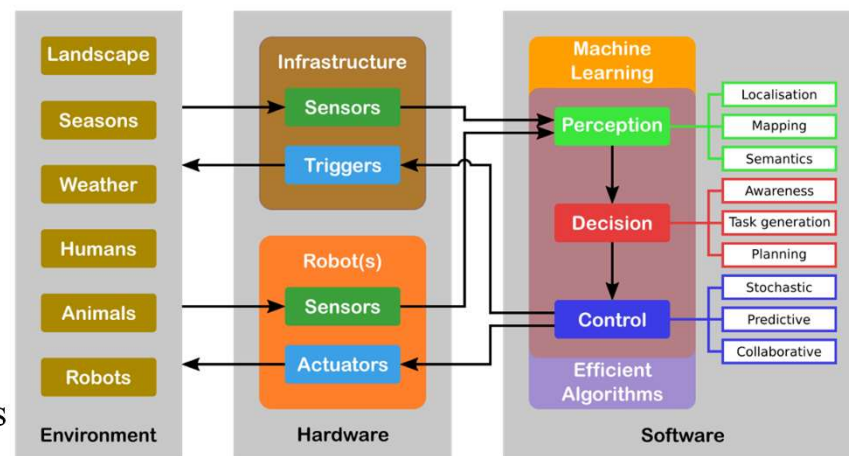 Landscape
Seasons
Weather
Humans
Animals
Robots
Environment
Infrastructure
Sensors
Triggers
Robot(s)
Sensors
Actuators
Hardware
Machine
Learning
Perception
Decision
Control
Efficient
Algorithms
Localisation
Mapping
Semantics
Awareness
Task generation
Planning
Stochastic
Predictive
Collaborative
Software
s